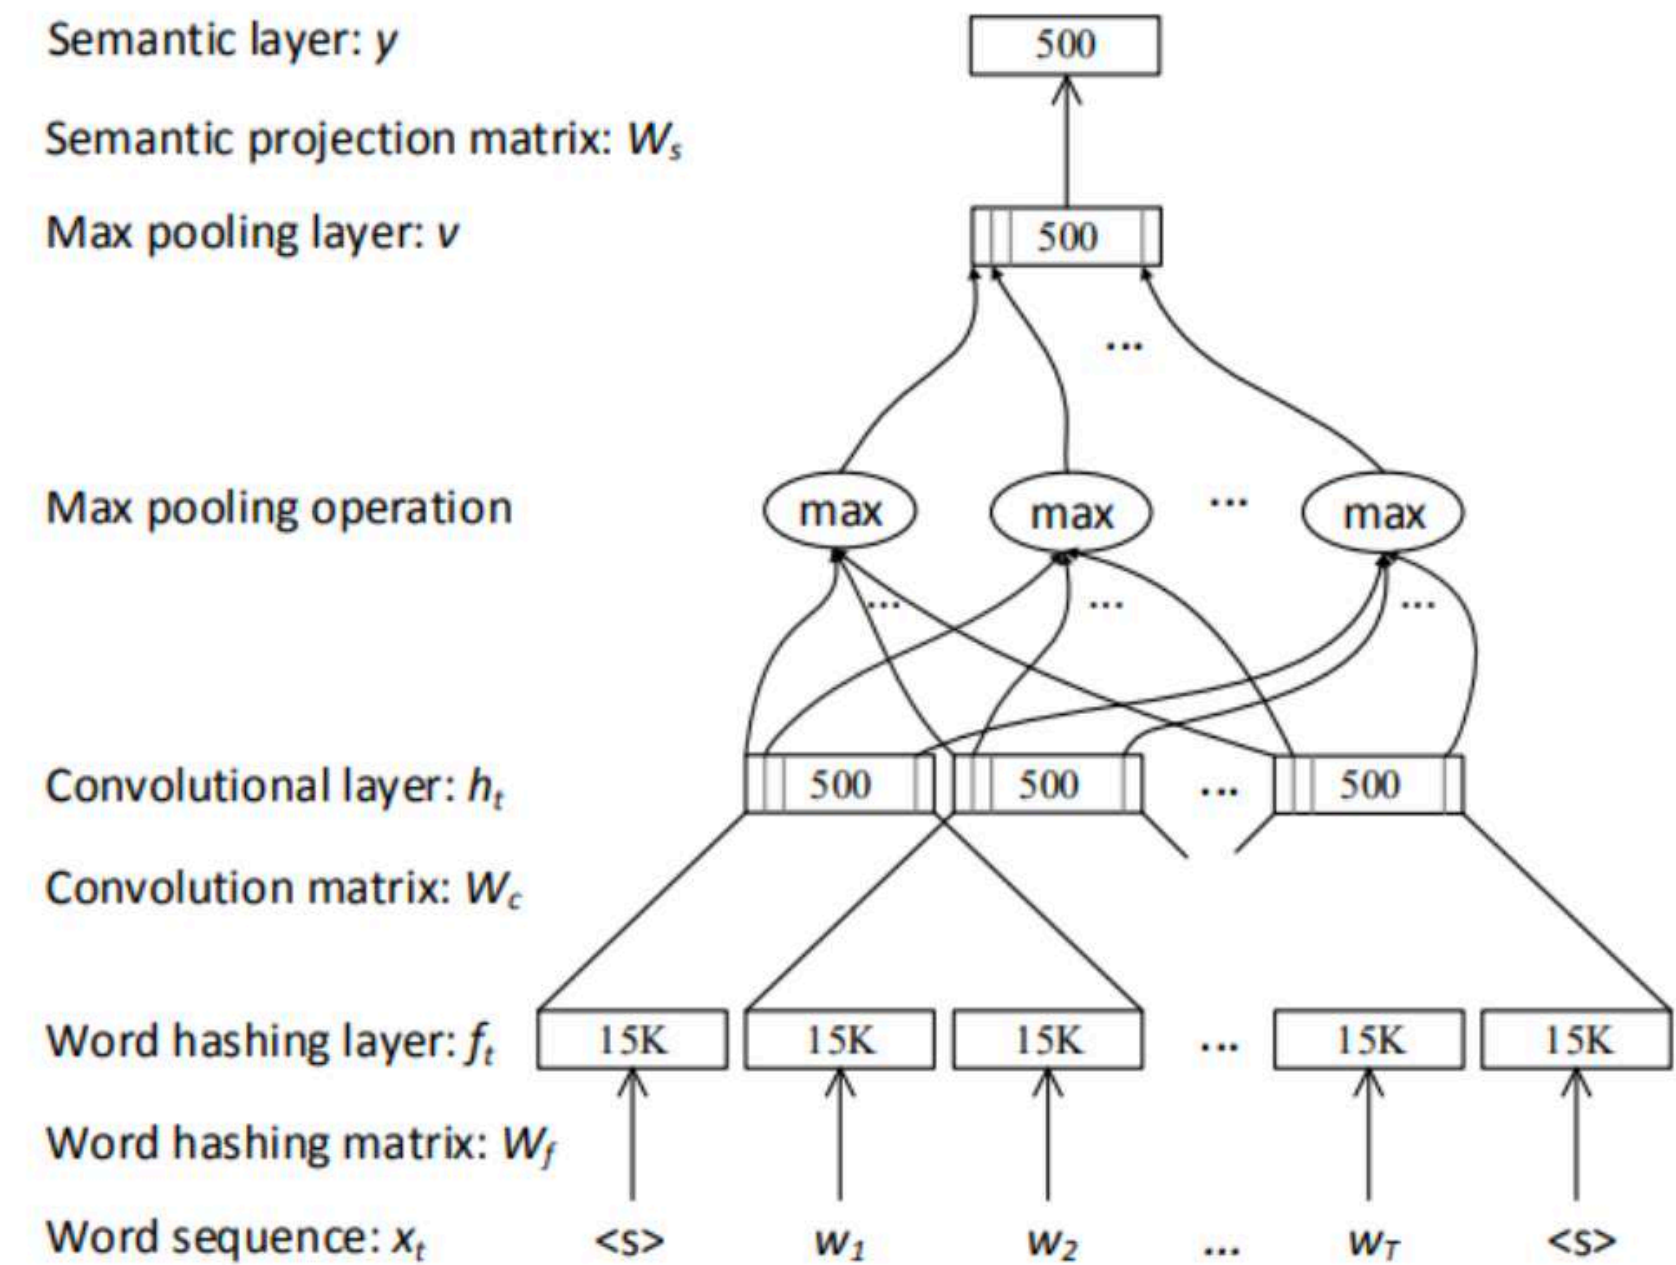 Semantic layer: y
500
Semantic projection matrix: Ws
Max pooling layer: v
500
...
Max pooling operation
max max ... max
... ... ...
Convolutional layer: ht
500 500 ... 500
Convolution matrix: Wc
Word hashing layer: ft
15K 15K 15K ... 15K 15K
Word hashing matrix: Wf
Word sequence: xt
<s> w1 w2 ... wT <s>